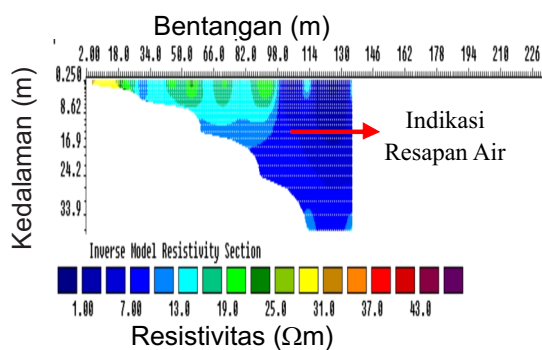 Bentangan (m)
2.00 18.0 34.0 50.0 66.0 82.0 98.0 114 130 146 162 178 194 210 226
Kedalaman (m)
0.250
8.62
16.9
24.2
33.9
Indikasi
Resapan Air
Inverse Model Resistivity Section
1.00 7.00 13.0 19.0 25.0 31.0 37.0 43.0
Resistivitas (Ωm)